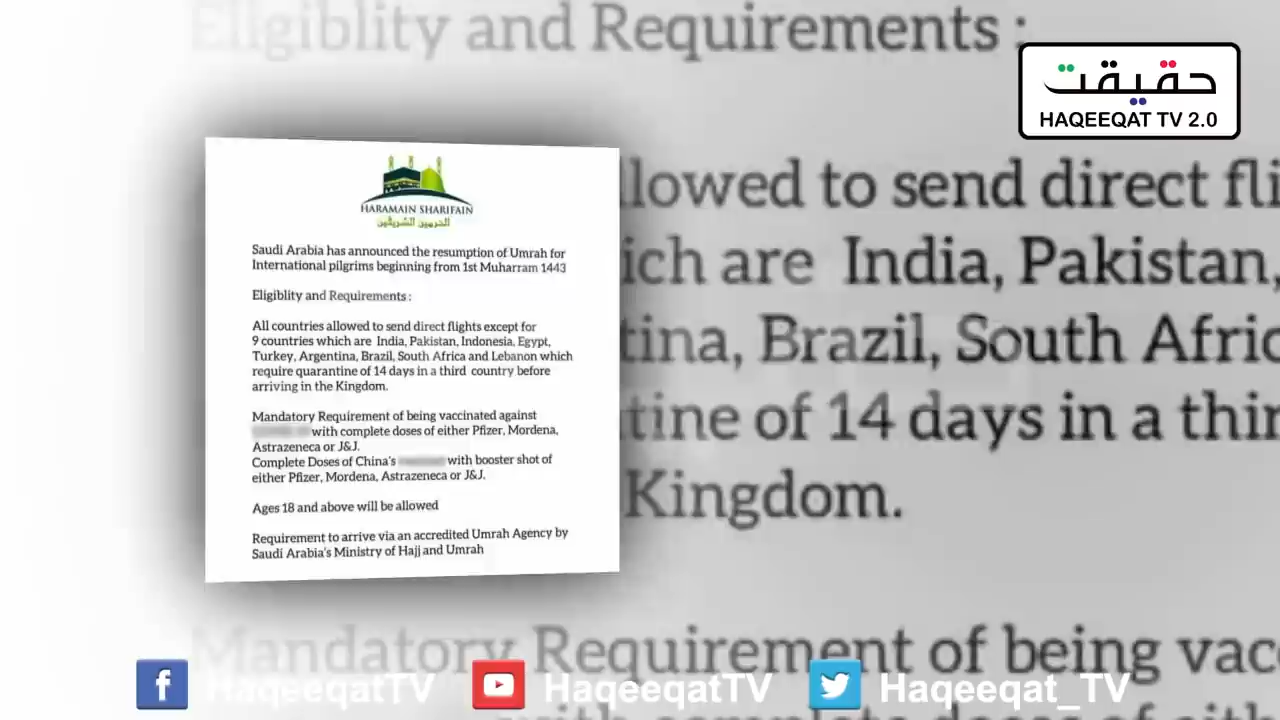 Eligiblity and Requirements :
حقيقت
HAQEEQAT TV 2.0
HARAMAIN SHARIFAIN
الحرمين الشريفين
Saudi Arabia has announced the resumption of Umrah for
International pilgrims beginning from 1st Muharram 1443
Eligiblity and Requirements :
All countries allowed to send direct flights except for
9 countries which are India, Pakistan, Indonesia, Egypt,
Turkey, Argentina, Brazil, South Africa and Lebanon which
require quarantine of 14 days in a third country before
arriving in the Kingdom.
Mandatory Requirement of being vaccinated against
with complete doses of either Pfizer, Mordena,
Astrazeneca or J&J.
Complete Doses of China's with booster shot of
either Pfizer, Mordena, Astrazeneca or J&J.
Ages 18 and above will be allowed
Requirement to arrive via an accredited Umrah Agency by
Saudi Arabia's Ministry of Hajj and Umrah
llowed to send direct fli
ich are India, Pakistan,
tina, Brazil, South Afric
tine of 14 days in a thir
Kingdom.
Mandatory Requirement of being vacc
HaqeeqatTV
HaqeeqatTV
Haqeeqat_TV